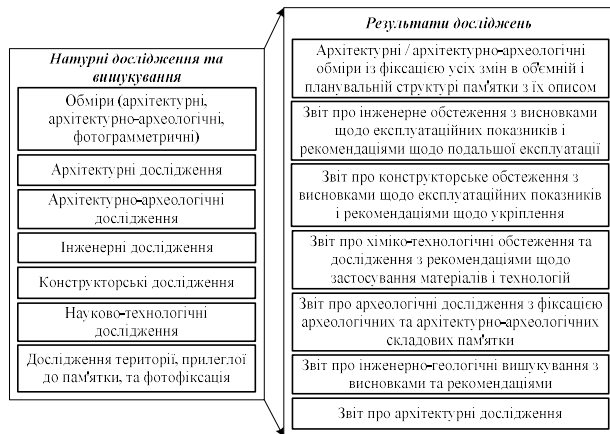 Натурні дослідження та
вишукування
Обміри (архітектурні,
архітектурно-археологічні,
фотограмметричні)
Архітектурні дослідження
Архітектурно-археологічні
дослідження
Інженерні дослідження
Конструкторські дослідження
Науково-технологічні
дослідження
Дослідження території, прилеглої
до пам'ятки, та фотофіксація
Результати досліджень
Архітектурні / архітектурно-археологічні
обміри із фіксацією усіх змін в об'ємній і
планувальній структурі пам'ятки з їх описом
Звіт про інженерне обстеження з висновками
щодо експлуатаційних показників і
рекомендаціями щодо подальшої експлуатації
Звіт про конструкторське обстеження з
висновками щодо експлуатаційних показників
і рекомендаціями щодо укріплення
Звіт про хіміко-технологічні обстеження та
дослідження з рекомендаціями щодо
застосування матеріалів і технологій
Звіт про археологічні дослідження з фіксацією
археологічних та архітектурно-археологічних
складових пам'ятки
Звіт про інженерно-геологічні вишукування з
висновками та рекомендаціями
Звіт про архітектурні дослідження